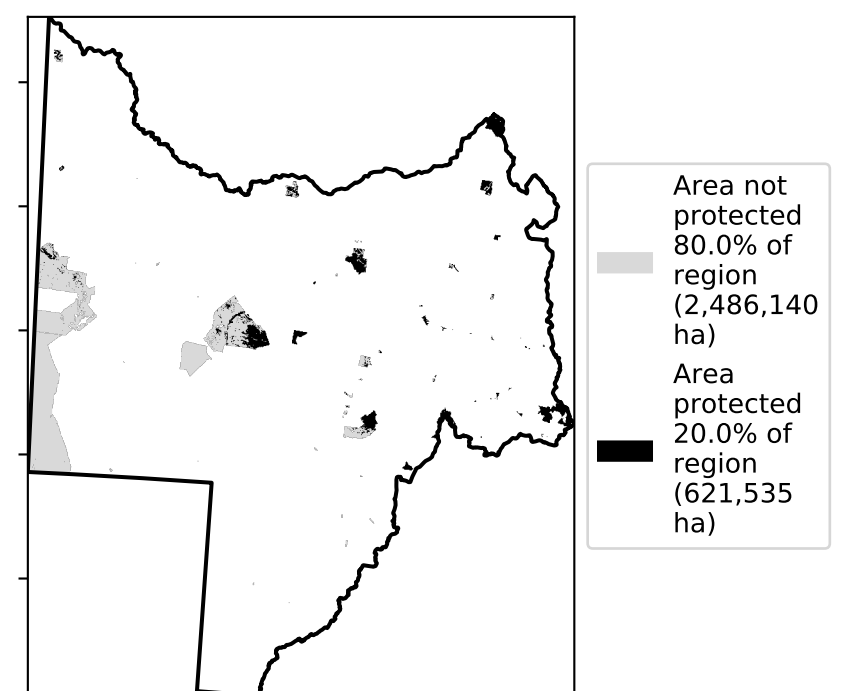 Area not
protected
80.0% of
region
(2,486,140
ha)
Area
protected
20.0% of
region
(621,535
ha)